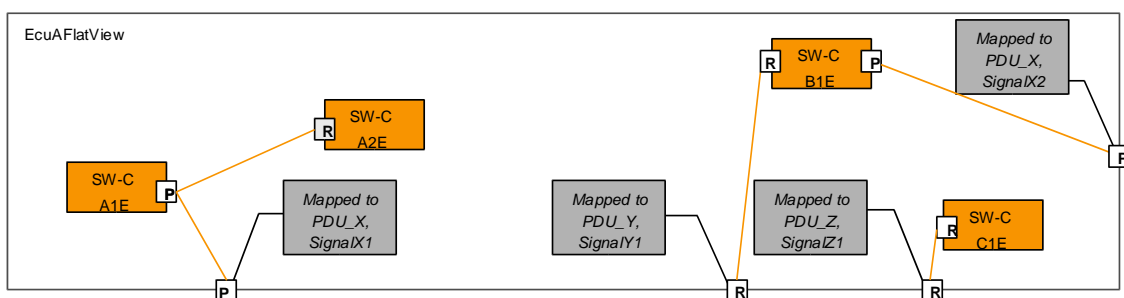 EcuAFlatView
R
SW-C
B1E
P
Mapped to
PDU_X,
SignalX2
R
SW-C
A2E
P
SW-C
A1E
P
Mapped to
PDU_X,
SignalX1
Mapped to
PDU_Y,
SignalY1
Mapped to
PDU_Z,
SignalZ1
R
SW-C
C1E
P
R
R